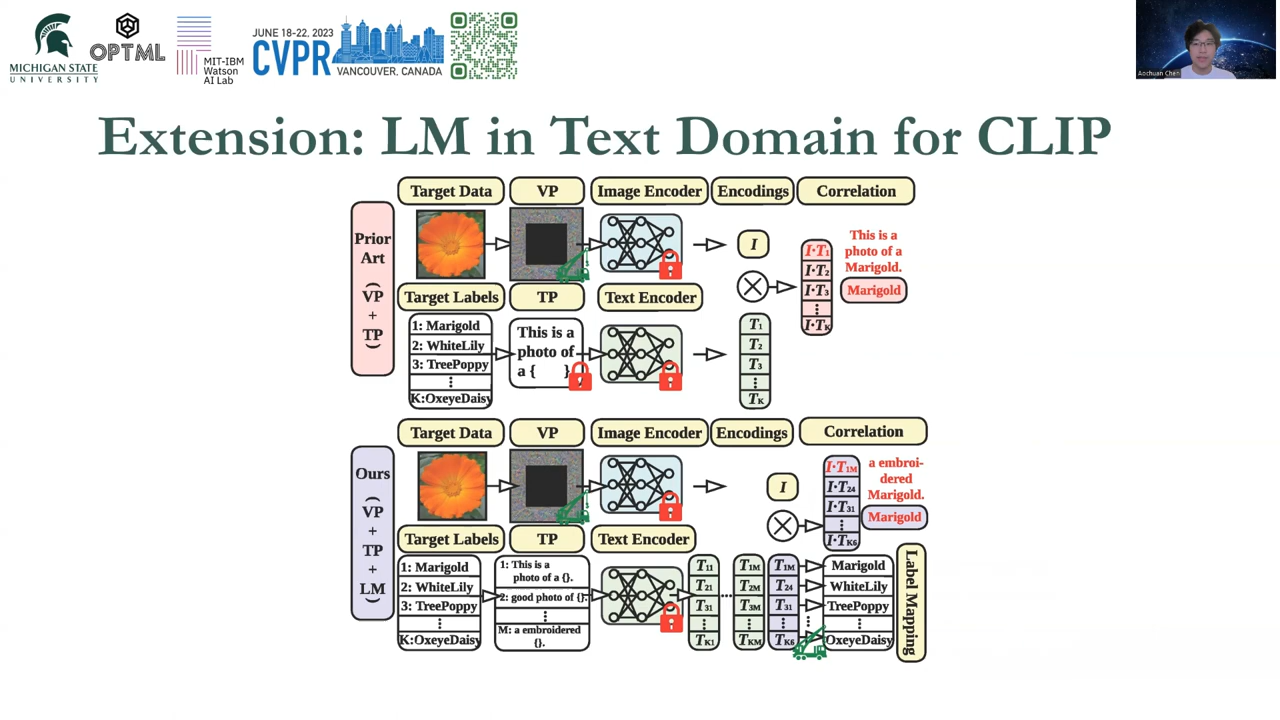 MICHIGAN STATE
UNIVERSITY
OPTML
MIT-IBM
Watson
AI Lab
JUNE 18-22, 2023
CVPR
VANCOUVER, CANADA
Aochuan Chen
Extension: LM in Text Domain for CLIP
Target Data
VP
Image Encoder
Encodings
Correlation
Prior
Art
(
VP
+
TP
)
I
I·T1
I·T2
I·T3
⋮
I·TK
This is a
photo of a
Marigold.
Marigold
Target Labels
TP
Text Encoder
1: Marigold
2: WhiteLily
3: TreePoppy
⋮
K:OxeyeDaisy
This is a
photo of
a { }
T1
T2
T3
⋮
TK
Target Data
VP
Image Encoder
Encodings
Correlation
Ours
(
VP
+
TP
+
LM
)
I
I·T1M
I·T24
I·T31
⋮
I·TK6
a embroi-
dered
Marigold.
Marigold
Target Labels
TP
Text Encoder
1: Marigold
2: WhiteLily
3: TreePoppy
⋮
K:OxeyeDaisy
1: This is a
photo of a {}.
2: good photo of {}.
⋮
M: a embroidered
{}.
T11
T21
T31
⋮
TK1
...
T1M
T2M
T3M
⋮
TKM
T1M
T24
T31
⋮
TK6
Marigold
WhiteLily
TreePoppy
⋮
OxeyeDaisy
Label Mapping